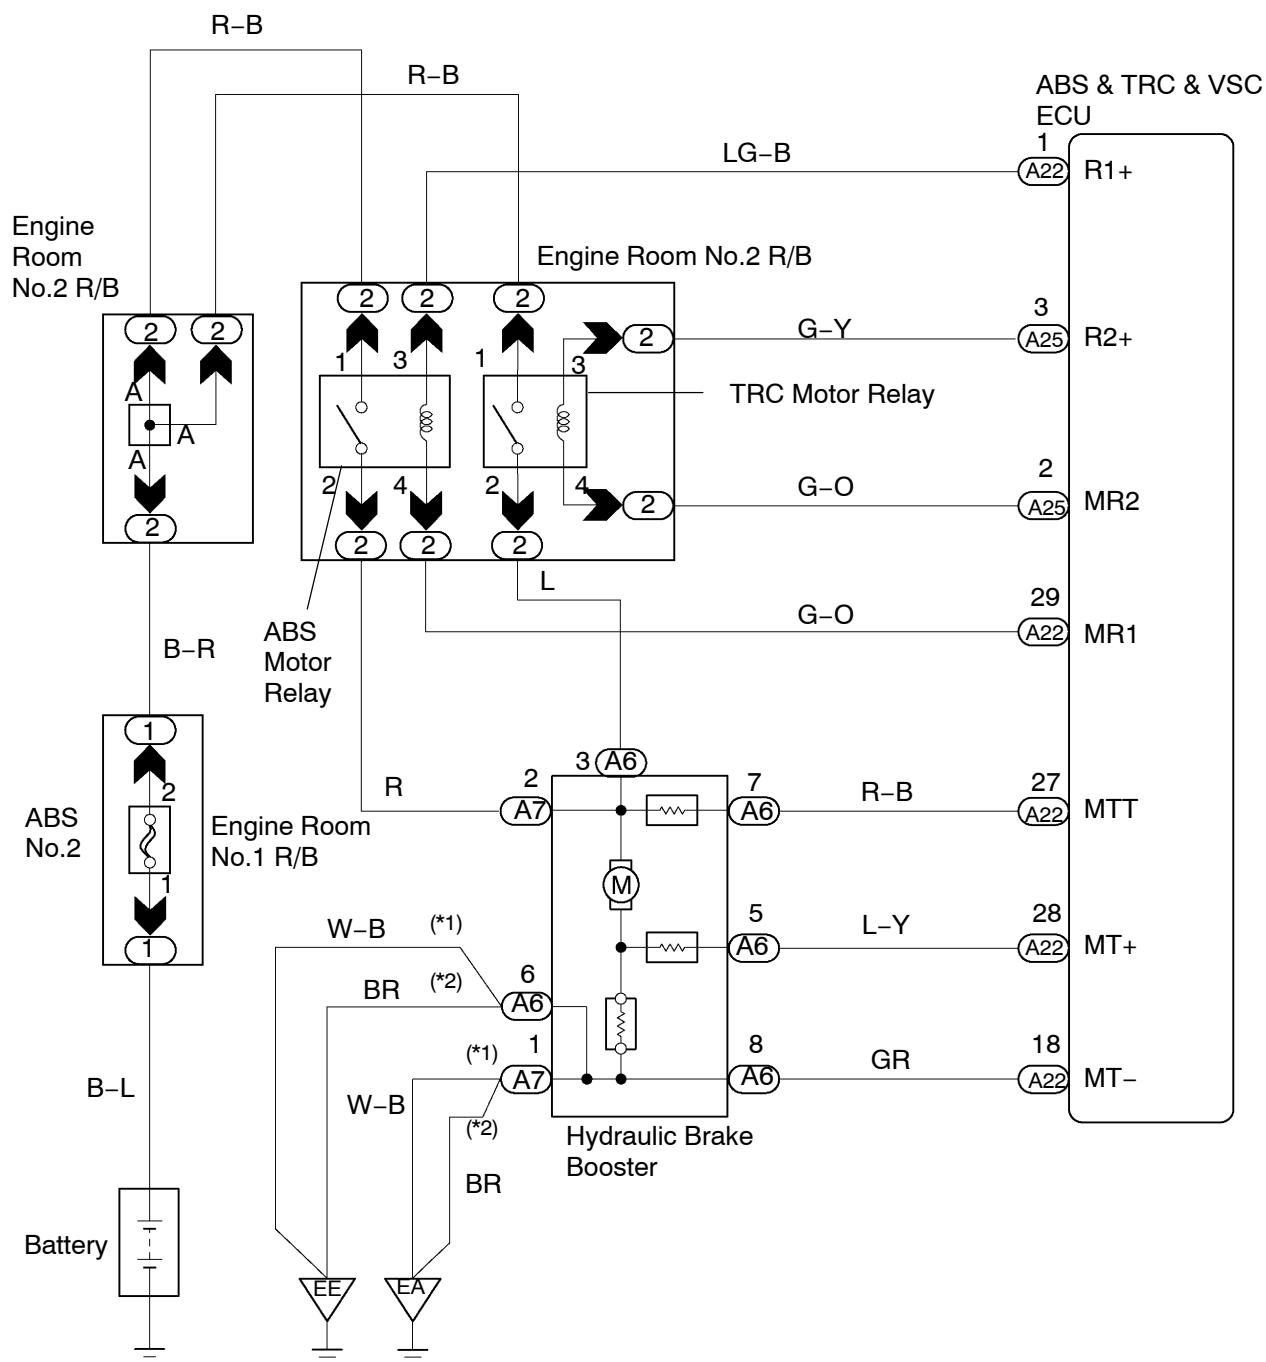 R–B
R–B
ABS & TRC & VSC
ECU
1
LG–B
A22
R1+
Engine
Room
No.2 R/B
Engine Room No.2 R/B
2
2
2
2
2
3
G–Y
2
A25
R2+
1
3
1
3
A
A
A
TRC Motor Relay
2
4
2
4
2
G–O
2
A25
MR2
2
2
2
2
L
29
G–O
A22
MR1
ABS
Motor
Relay
B–R
1
3
A6
2
R
2
A7
7
A6
R–B
27
A22
MTT
ABS
No.2
Engine Room
No.1 R/B
1
M
1
W–B
(*1)
5
A6
L–Y
28
A22
MT+
BR
(*2)
6
A6
(*1)
1
A7
8
A6
GR
18
A22
MT–
B–L
W–B
(*2)
Hydraulic Brake
Booster
BR
Battery
EE
EA